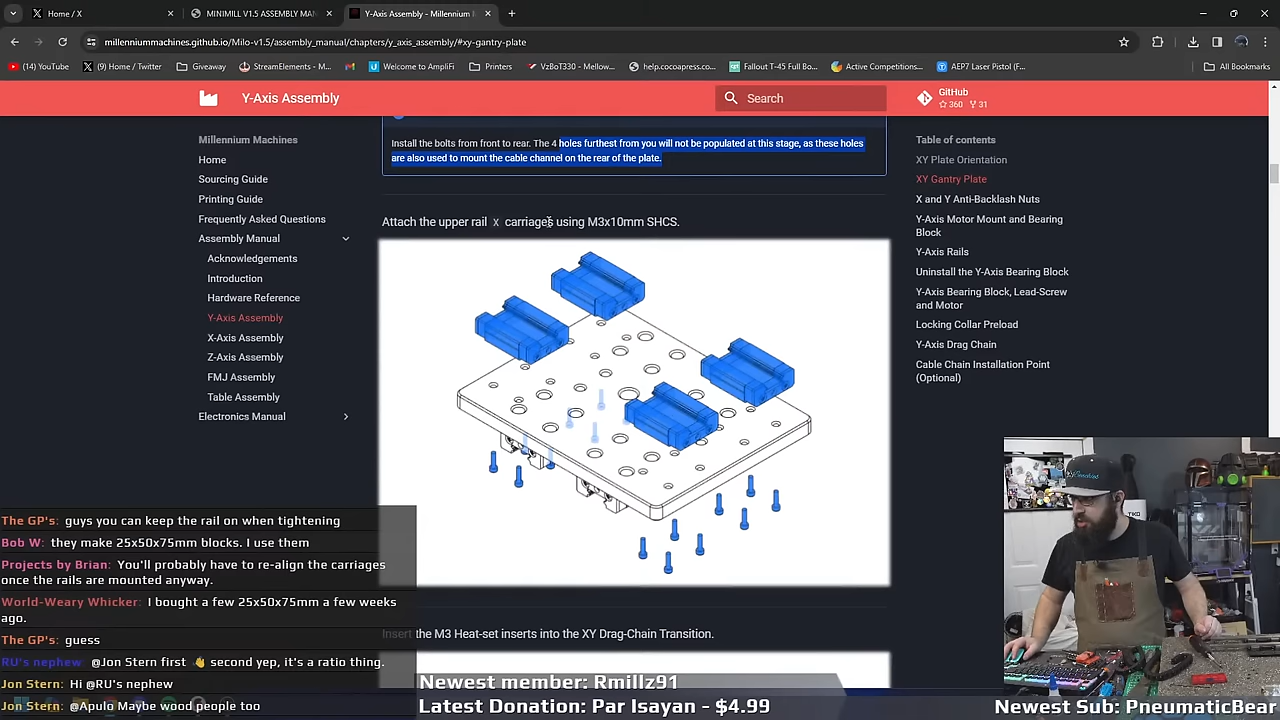 Home / X
MINIMILL V1.5 ASSEMBLY MAN
Y-Axis Assembly - Millennium
millenniummachines.github.io/Milo-v1.5/assembly_manual/chapters/y_axis_assembly/#xy-gantry-plate
(14) YouTube
(9) Home / Twitter
Giveaway
StreamElements - M...
Welcome to AmpliFi
Printers
VzBoT330 - Mellow...
help.cocoapress.co...
Fallout T-45 Full Bo...
Active Competitions...
AEP7 Laser Pistol (F...
All Bookmarks
Y-Axis Assembly
Search
GitHub
360 31
Millennium Machines
Home
Sourcing Guide
Printing Guide
Frequently Asked Questions
Assembly Manual
Acknowledgements
Introduction
Hardware Reference
Y-Axis Assembly
X-Axis Assembly
Z-Axis Assembly
FMJ Assembly
Table Assembly
Electronics Manual
Install the bolts from front to rear. The 4 holes furthest from you will not be populated at this stage, as these holes
are also used to mount the cable channel on the rear of the plate.
Attach the upper rail X carriages using M3x10mm SHCS.
Insert the M3 Heat-set inserts into the XY Drag-Chain Transition.
Table of contents
XY Plate Orientation
XY Gantry Plate
X and Y Anti-Backlash Nuts
Y-Axis Motor Mount and Bearing
Block
Y-Axis Rails
Uninstall the Y-Axis Bearing Block
Y-Axis Bearing Block, Lead-Screw
and Motor
Locking Collar Preload
Y-Axis Drag Chain
Cable Chain Installation Point
(Optional)
The GP's: guys you can keep the rail on when tightening
Bob W: they make 25x50x75mm blocks. I use them
Projects by Brian: You'll probably have to re-align the carriages
once the rails are mounted anyway.
World-Weary Whicker: I bought a few 25x50x75mm a few weeks
ago.
The GP's: guess
RU's nephew: @Jon Stern first 👋 second yep, it's a ratio thing.
Jon Stern: Hi @RU's nephew
Jon Stern: @Apulo Maybe wood people too
Newest member: Rmillz91
Latest Donation: Par Isayan - $4.99
Newest Sub: PneumaticBear